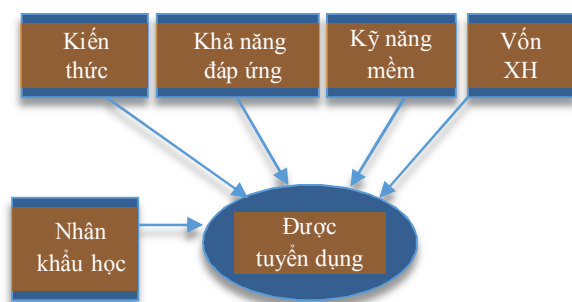 Kiến
thức
Khả năng
đáp ứng
Kỹ năng
mềm
Vốn
XH
Nhân
khẩu học
Được
tuyển dụng